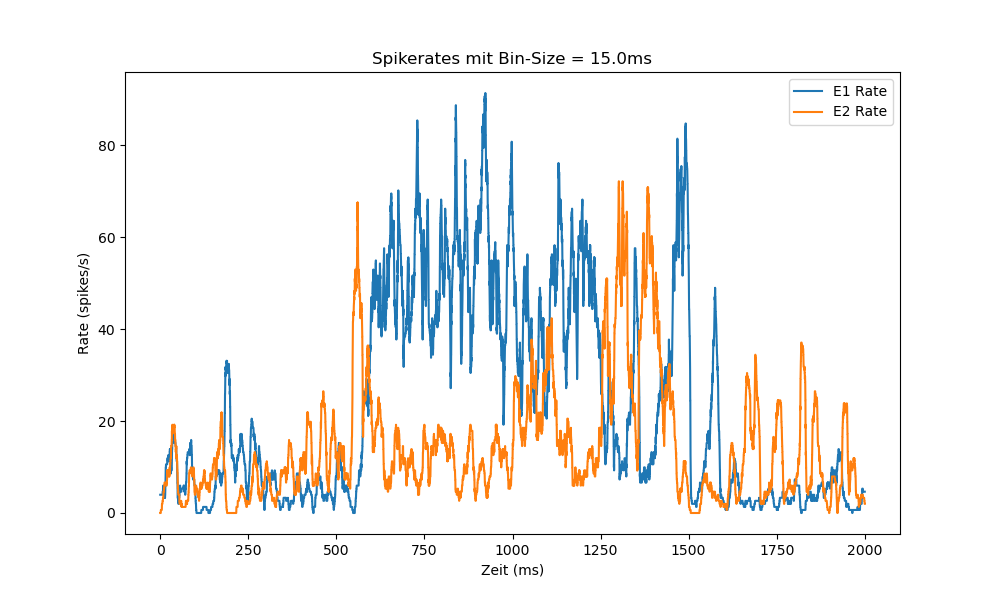 Spikerates mit Bin-Size = 15.0ms
E1 Rate
E2 Rate
80
60
40
20
0
Rate (spikes/s)
0 250 500 750 1000 1250 1500 1750 2000
Zeit (ms)